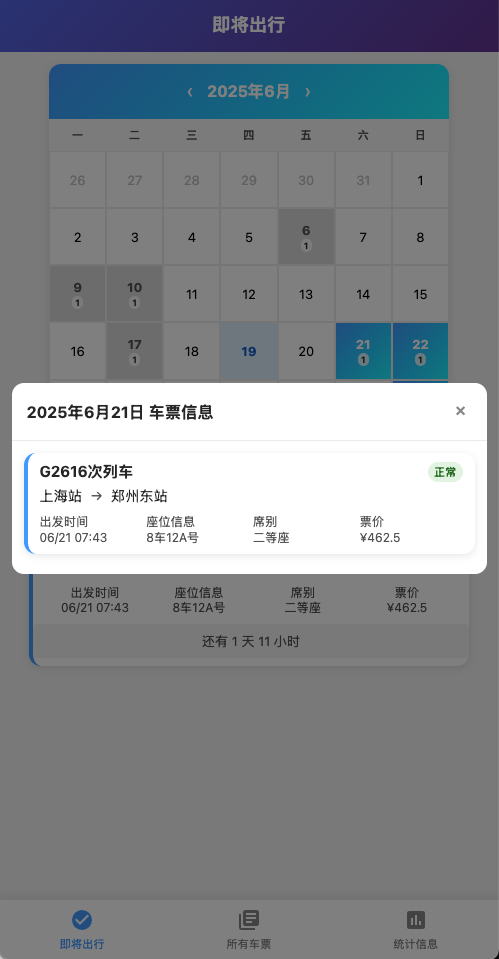 即将出行
‹ 2025年6月 ›
一 二 三 四 五 六 日
26 27 28 29 30 31 1
2 3 4 5 6 7 8
1
9 10 11 12 13 14 15
1 1
16 17 18 19 20 21 22
1 1 1
2025年6月21日 车票信息 ×
G2616次列车 正常
上海站 → 郑州东站
出发时间 座位信息 席别 票价
06/21 07:43 8车12A号 二等座 ¥462.5
出发时间 座位信息 席别 票价
06/21 07:43 8车12A号 二等座 ¥462.5
还有 1 天 11 小时
即将出行 所有车票 统计信息